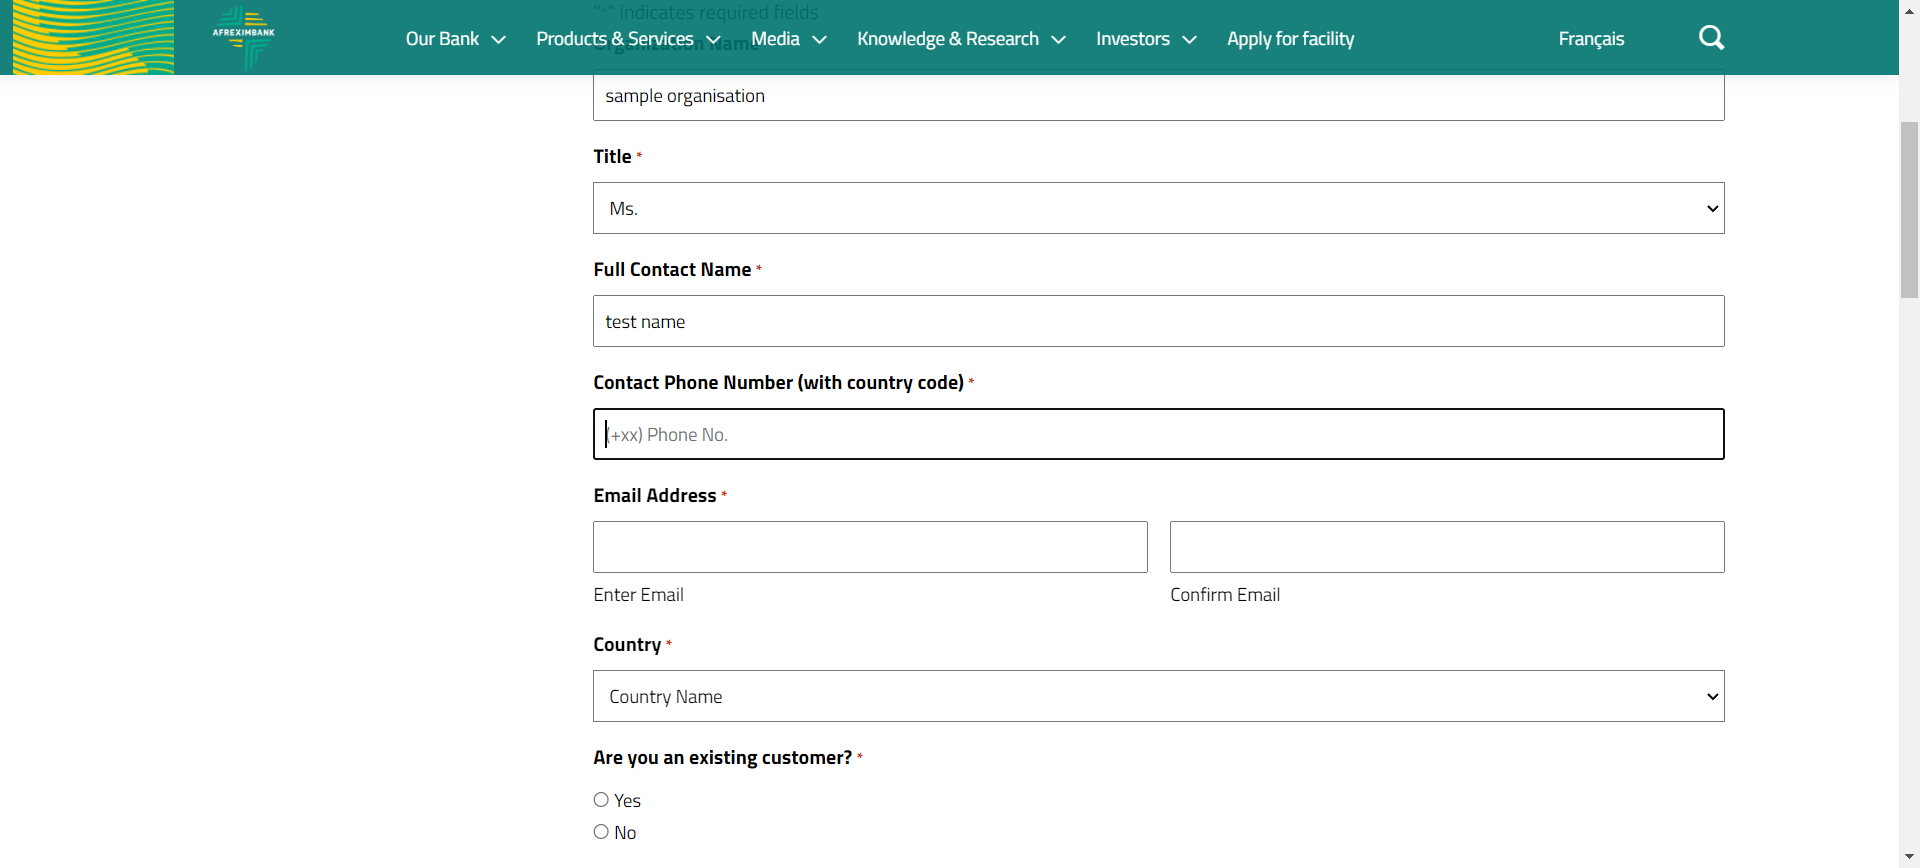 "*" indicates required fields
AFREXIMBANK
Our Bank
Products & Services
Media
Knowledge & Research
Investors
Apply for facility
Français
Organization Name
sample organisation
Title *
Ms.
Full Contact Name *
test name
Contact Phone Number (with country code) *
(+xx) Phone No.
Email Address *
Enter Email
Confirm Email
Country *
Country Name
Are you an existing customer? *
Yes
No